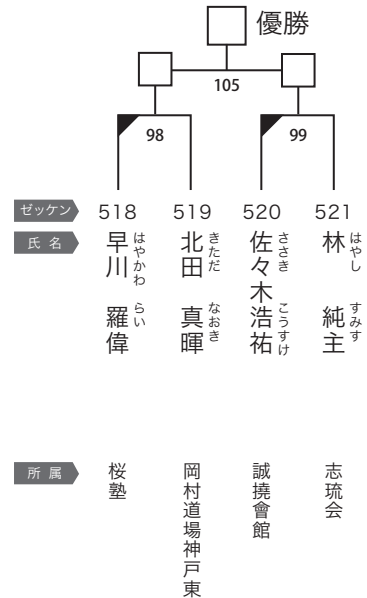 優勝
105
98
99
ゼッケン 518 519 520 521
氏名
早川 羅偉
はやかわ らい
北田 真暉
きただ なおき
佐々木 浩祐
ささき こうすけ
林 純主
はやし すみす
所属
桜塾
岡村道場神戸東
誠撓會館
志琉会